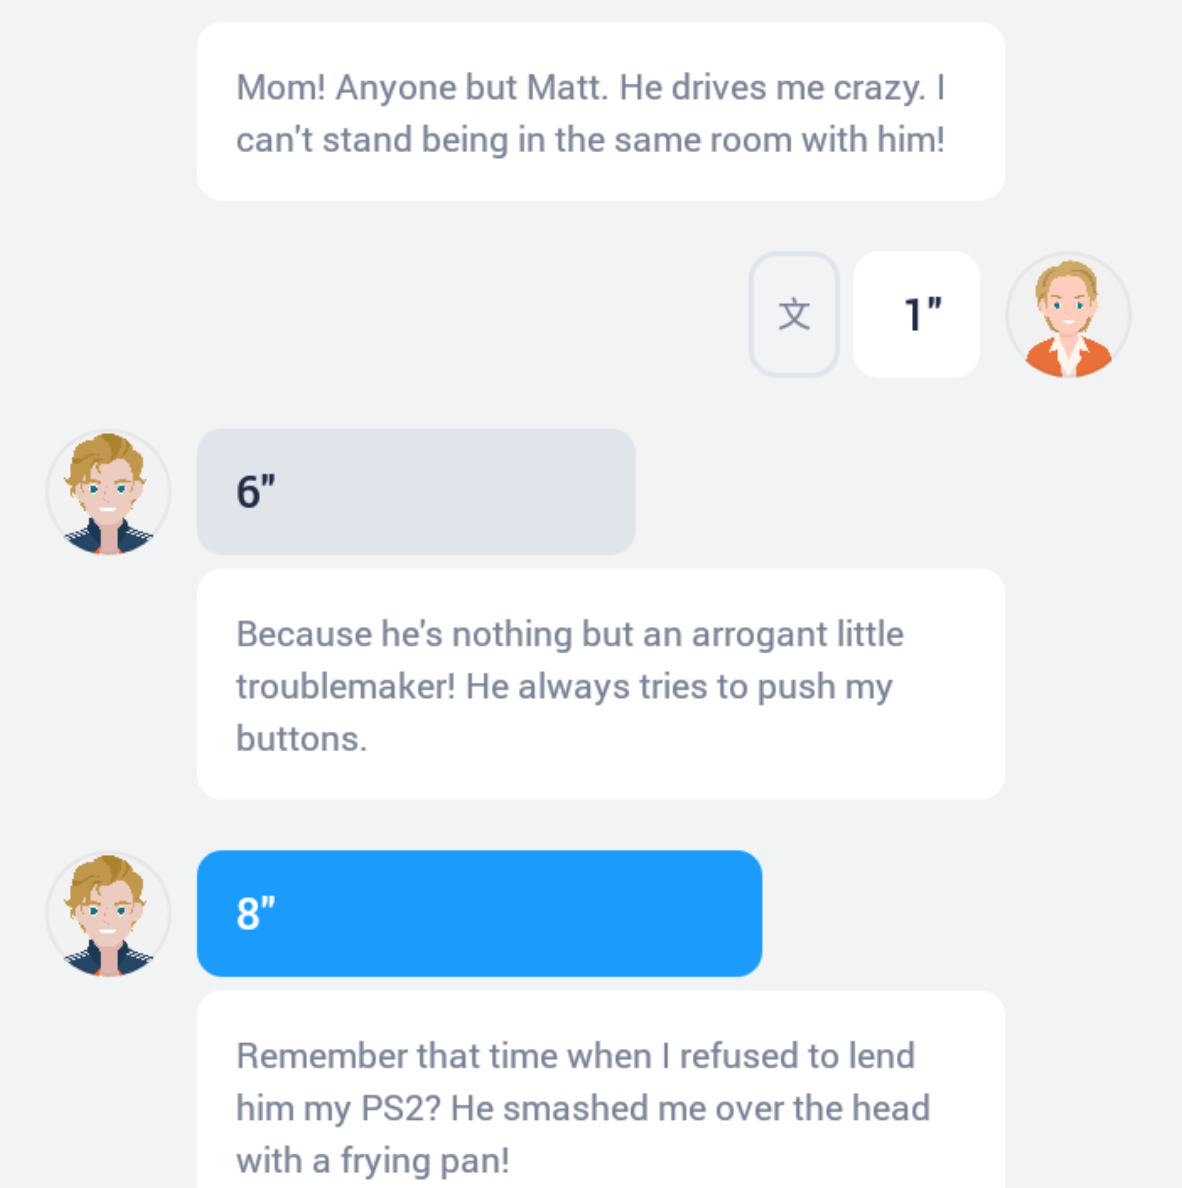 Mom! Anyone but Matt. He drives me crazy. I
can't stand being in the same room with him!
文 1"
6"
Because he's nothing but an arrogant little
troublemaker! He always tries to push my
buttons.
8"
Remember that time when I refused to lend
him my PS2? He smashed me over the head
with a frying pan!